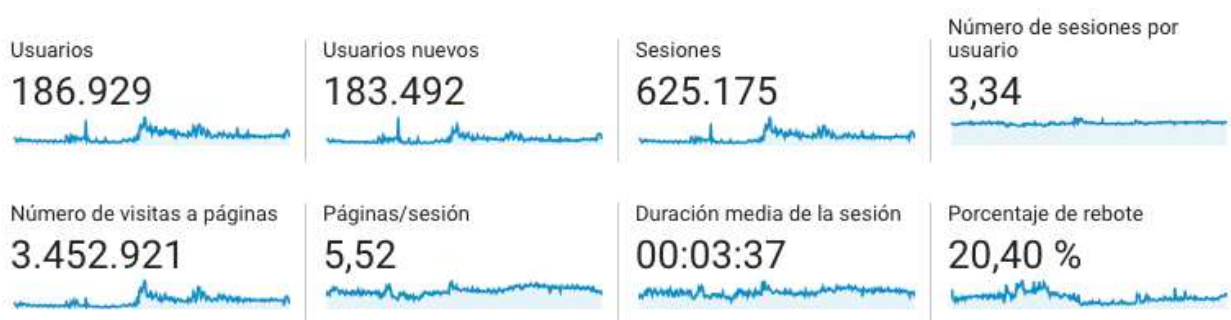 Usuarios
186.929
Usuarios nuevos
183.492
Sesiones
625.175
Número de sesiones por
usuario
3,34
Número de visitas a páginas
3.452.921
Páginas/sesión
5,52
Duración media de la sesión
00:03:37
Porcentaje de rebote
20,40 %